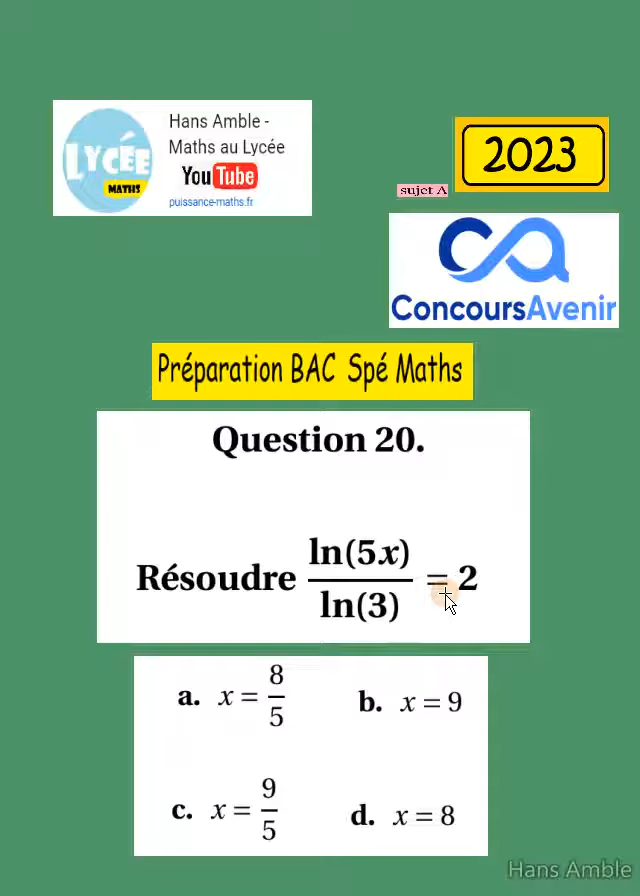 LYCÉE
MATHS
Hans Amble -
Maths au Lycée
YouTube
puissance-maths.fr
2023
sujet A
ConcoursAvenir
Préparation BAC Spé Maths
Question 20.
Résoudre ln(5x)/ln(3) = 2
a. x = 8/5
b. x = 9
c. x = 9/5
d. x = 8
Hans Amble